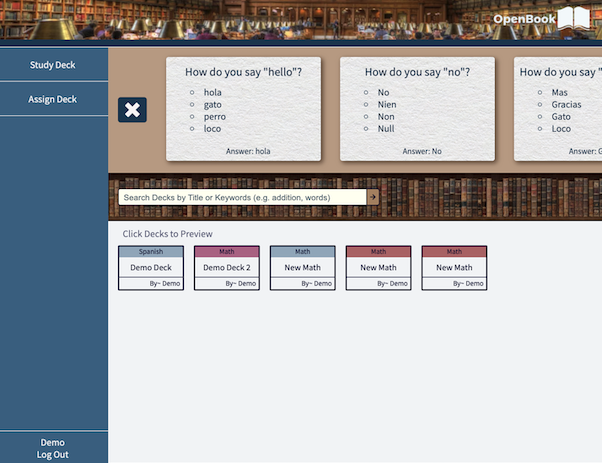 OpenBook
Study Deck
Assign Deck
How do you say "hello"?
hola
gato
perro
loco
Answer: hola
How do you say "no"?
No
Nien
Non
Null
Answer: No
How do you say "
Mas
Gracias
Gato
Loco
Answer: G
Search Decks by Title or Keywords (e.g. addition, words)
Click Decks to Preview
Spanish
Demo Deck
By~ Demo
Math
Demo Deck 2
By~ Demo
Math
New Math
By~ Demo
Math
New Math
By~ Demo
Math
New Math
By~ Demo
Demo
Log Out